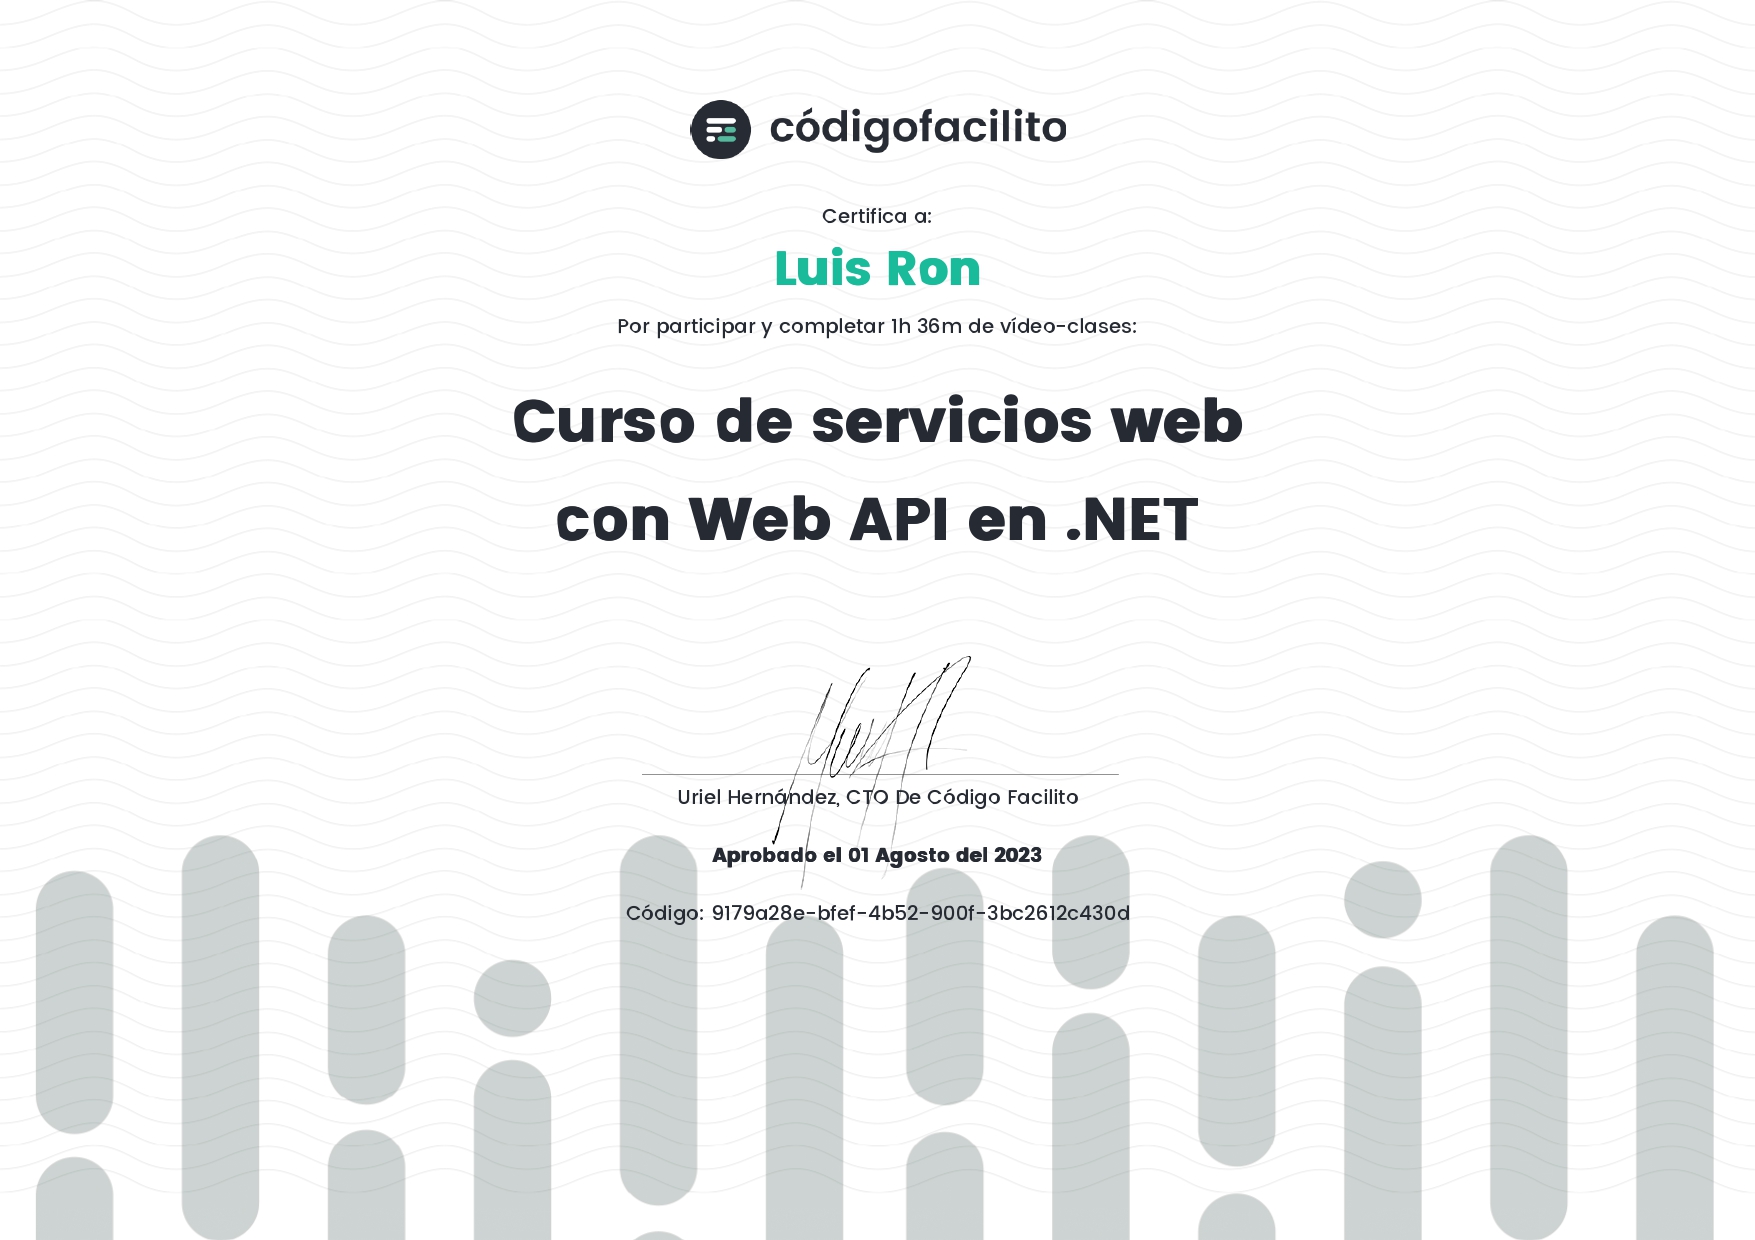 códigofacilito
Certifica a:
Luis Ron
Por participar y completar 1h 36m de vídeo-clases:
Curso de servicios web
con Web API en .NET
Uriel Hernández, CTO De Código Facilito
Aprobado el 01 Agosto del 2023
Código: 9179a28e-bfef-4b52-900f-3bc2612c430d